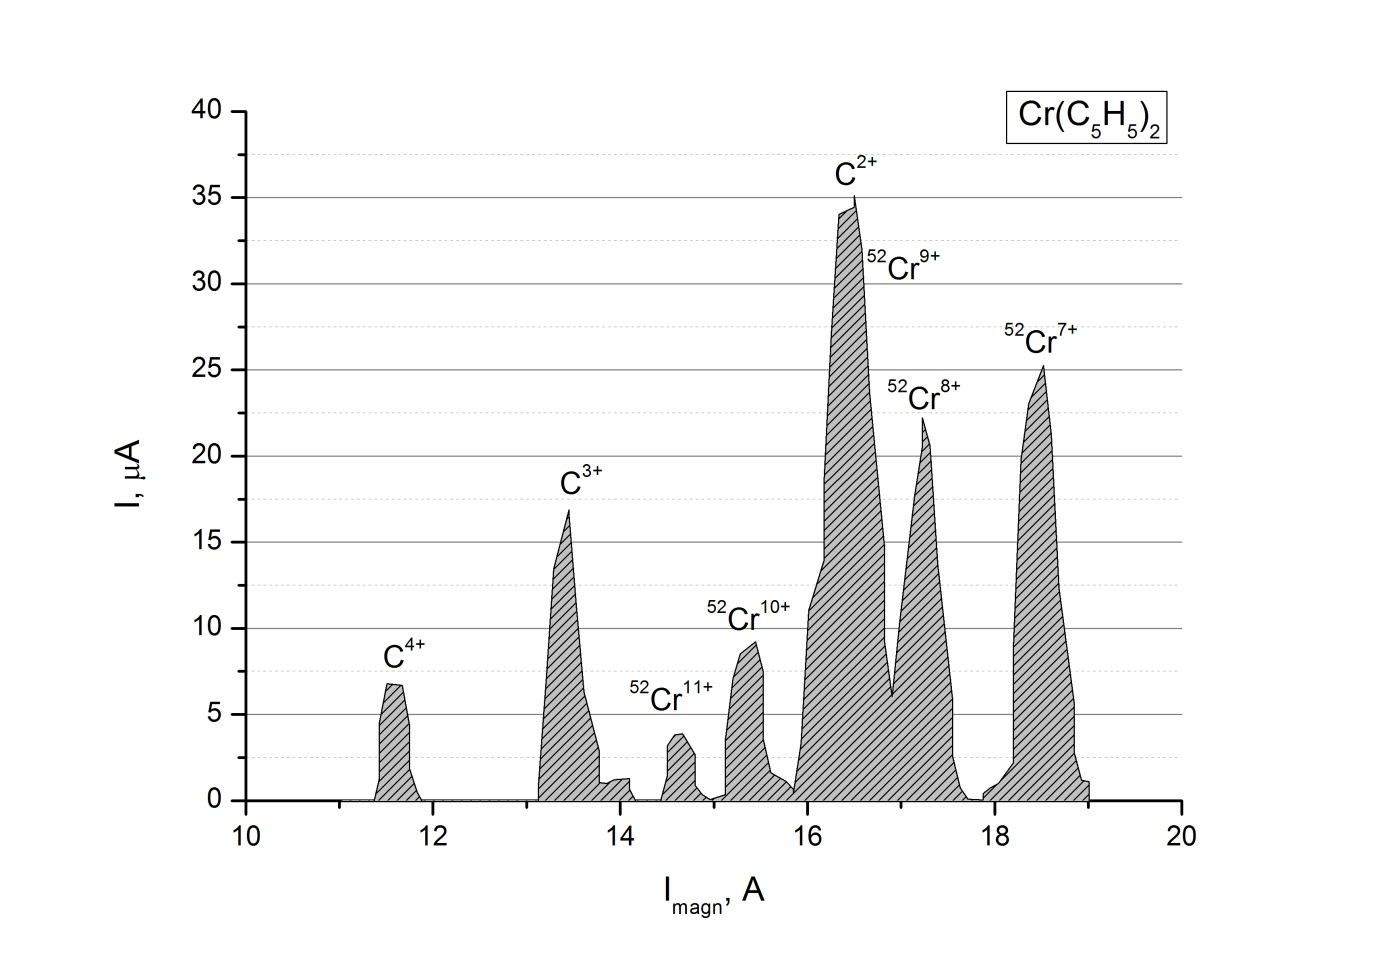 Cr(C₅H₅)₂
40
35
30
25
20
15
10
5
0
I, μA
C²⁺
⁵²Cr⁹⁺
⁵²Cr⁷⁺
⁵²Cr⁸⁺
C³⁺
⁵²Cr¹⁰⁺
C⁴⁺
⁵²Cr¹¹⁺
10 12 14 16 18 20
Iₘₐgₙ, A